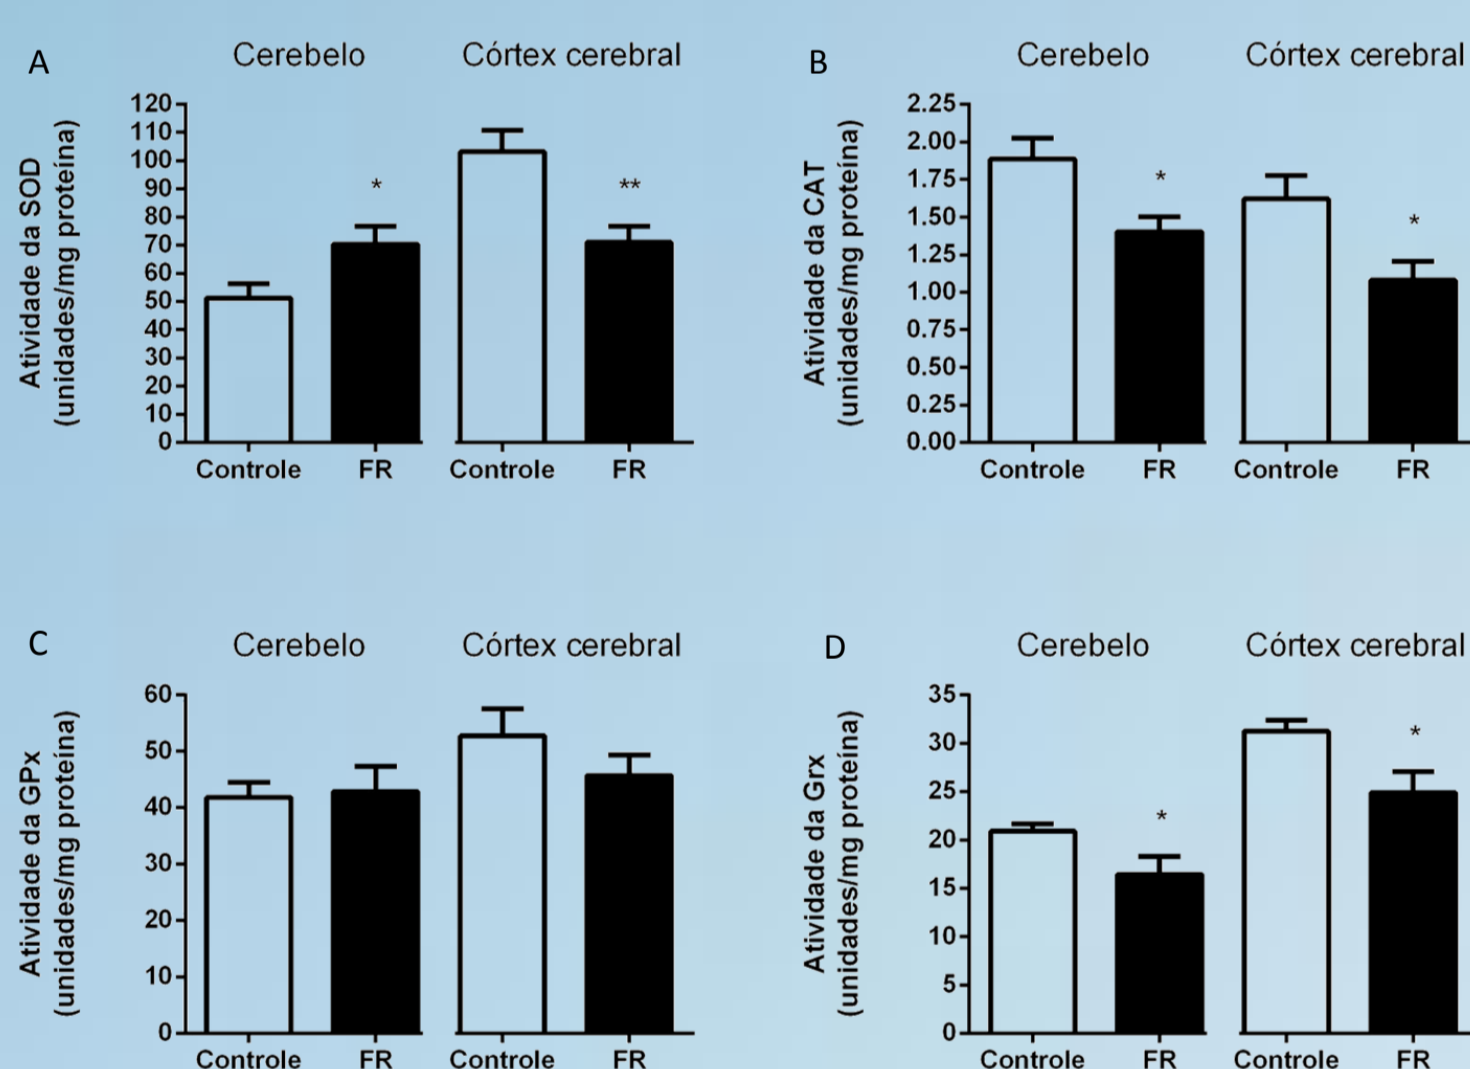 A
Cerebelo
Córtex cerebral
Atividade da SOD
(unidades/mg proteína)
120
110
100
90
80
70
60
50
40
30
20
10
0
*
**
Controle
FR
Controle
FR
B
Cerebelo
Córtex cerebral
Atividade da CAT
(unidades/mg proteína)
2.25
2.00
1.75
1.50
1.25
1.00
0.75
0.50
0.25
0.00
*
*
Controle
FR
Controle
FR
C
Cerebelo
Córtex cerebral
Atividade da GPx
(unidades/mg proteína)
60
50
40
30
20
10
0
Controle
FR
Controle
FR
D
Cerebelo
Córtex cerebral
Atividade da Grx
(unidades/mg proteína)
35
30
25
20
15
10
5
0
*
*
Controle
FR
Controle
FR